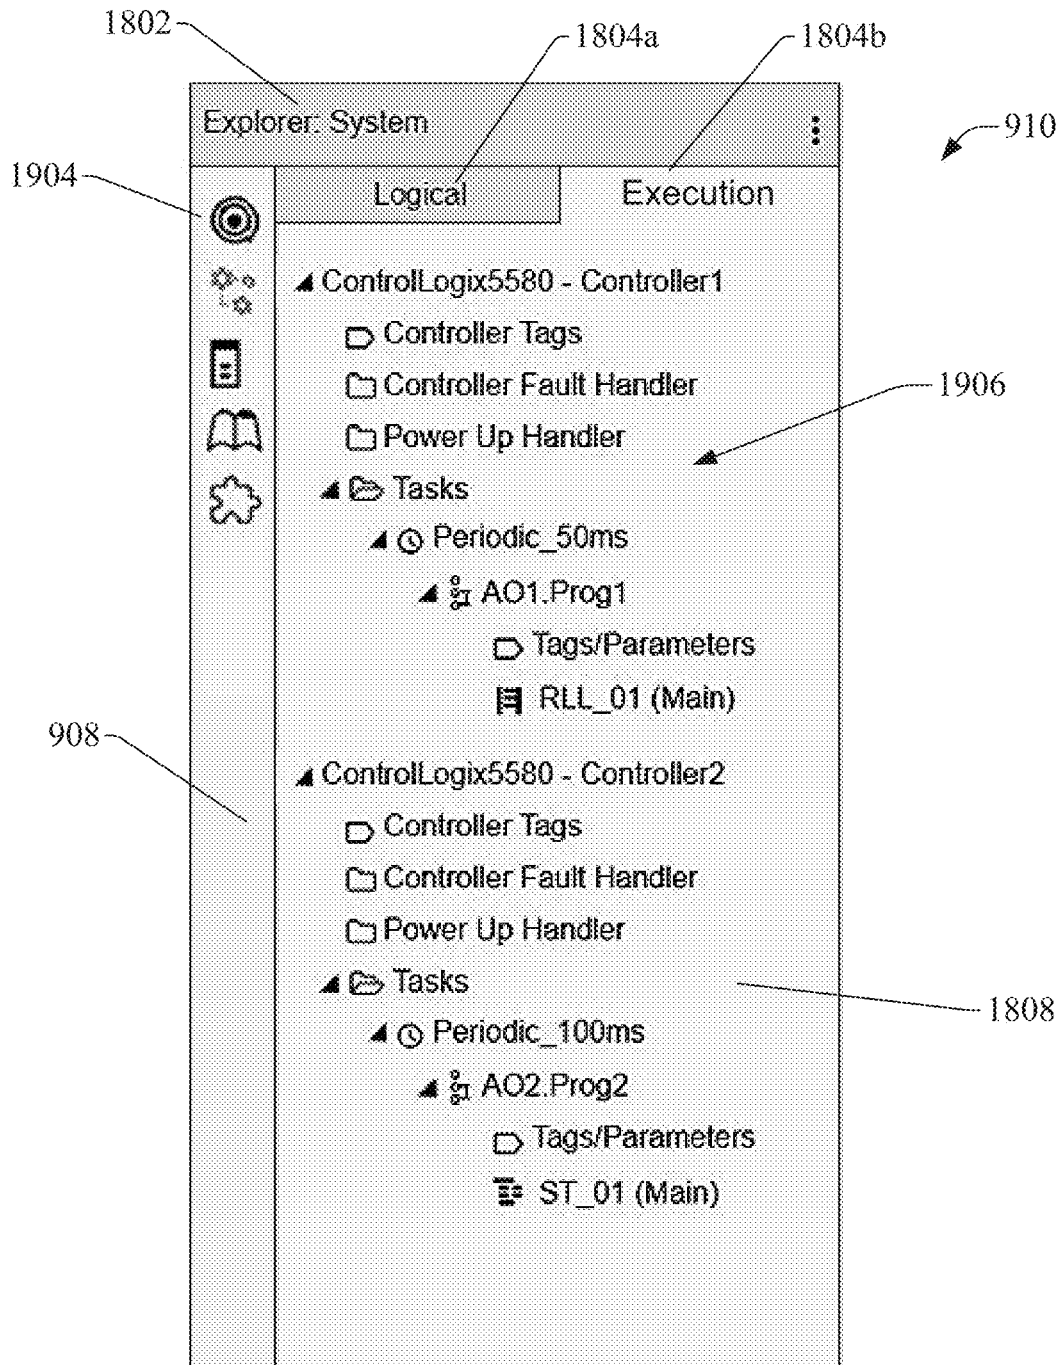 1802
1804a
1804b
Explorer: System
910
1904
Logical
Execution
ControlLogix5580 - Controller1
Controller Tags
Controller Fault Handler
1906
Power Up Handler
Tasks
Periodic_50ms
AO1.Prog1
Tags/Parameters
RLL_01 (Main)
908
ControlLogix5580 - Controller2
Controller Tags
Controller Fault Handler
Power Up Handler
Tasks
1808
Periodic_100ms
AO2.Prog2
Tags/Parameters
ST_01 (Main)